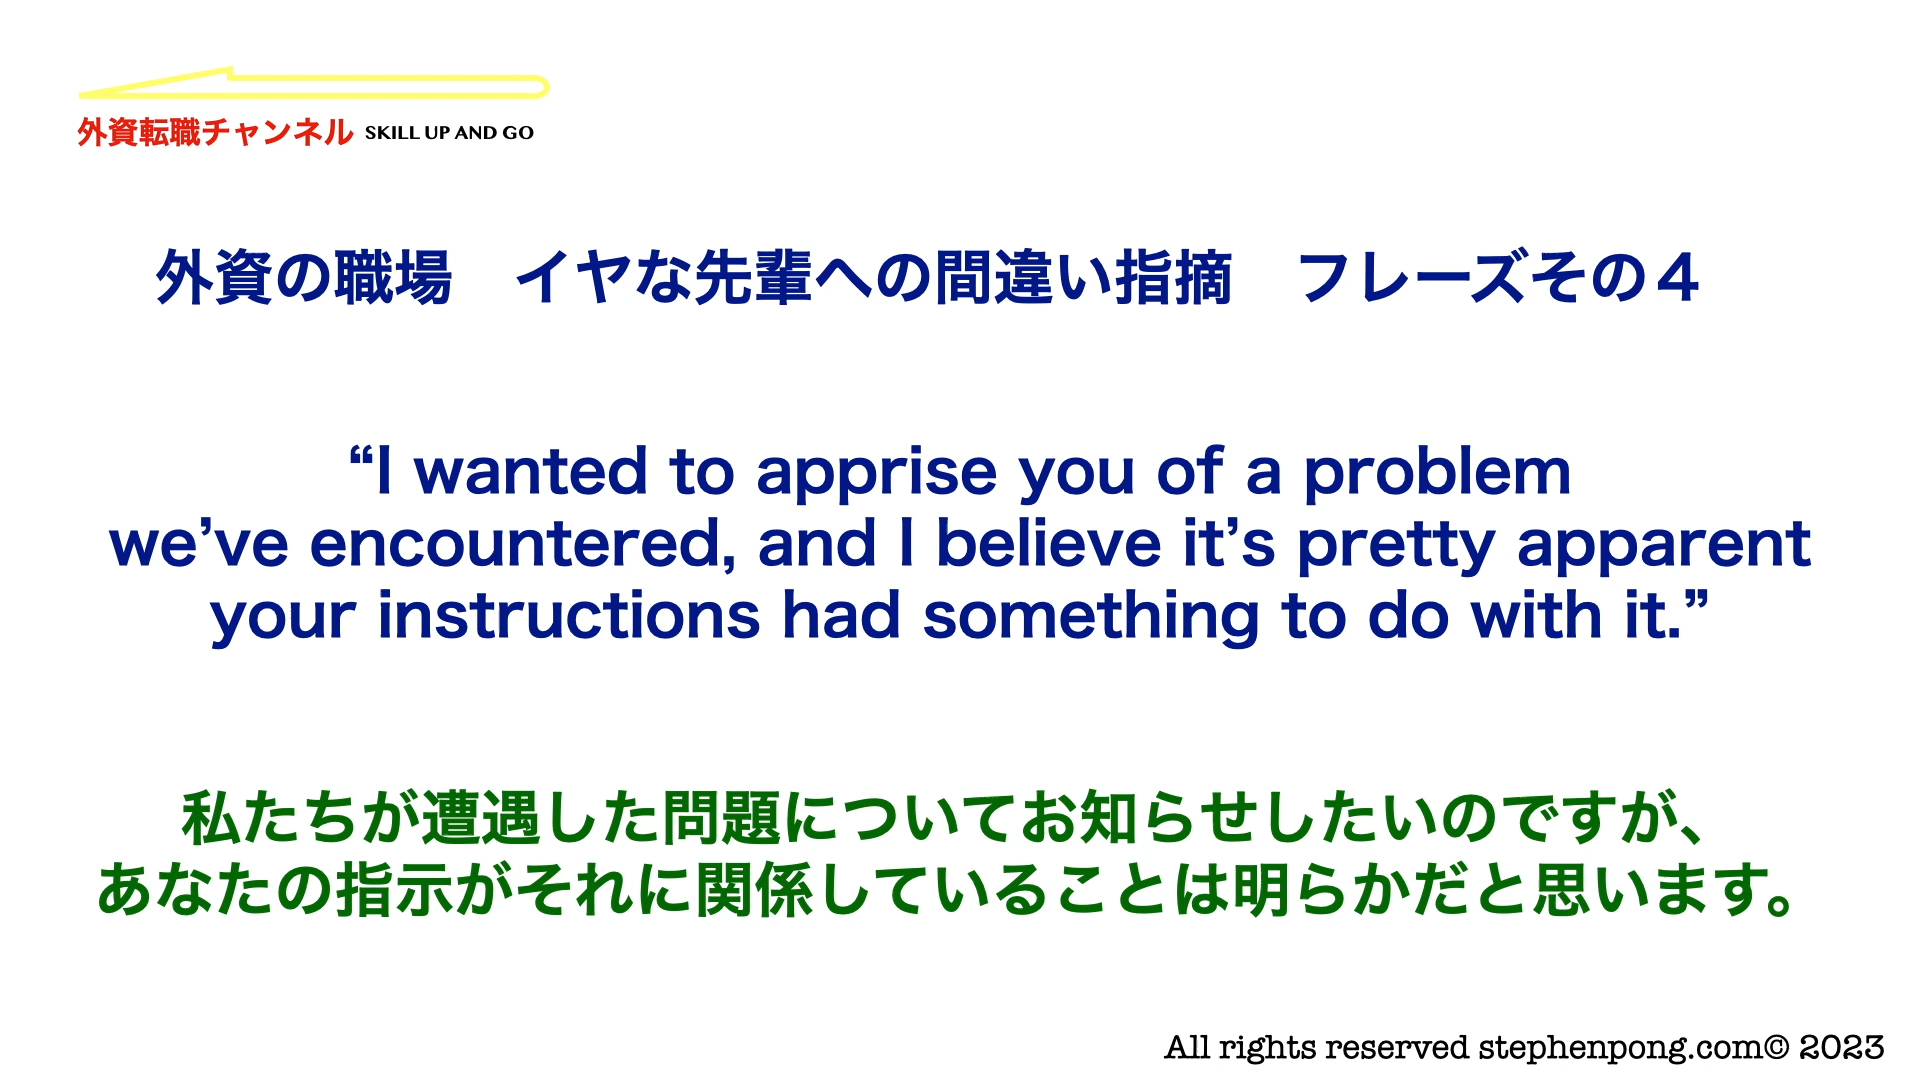 外資転職チャンネル SKILL UP AND GO
外資の職場　イヤな先輩への間違い指摘　フレーズその４
“I wanted to apprise you of a problem
we’ve encountered, and I believe it’s pretty apparent
your instructions had something to do with it.”
私たちが遭遇した問題についてお知らせしたいのですが、
あなたの指示がそれに関係していることは明らかだと思います。
All rights reserved stephenpong.com© 2023